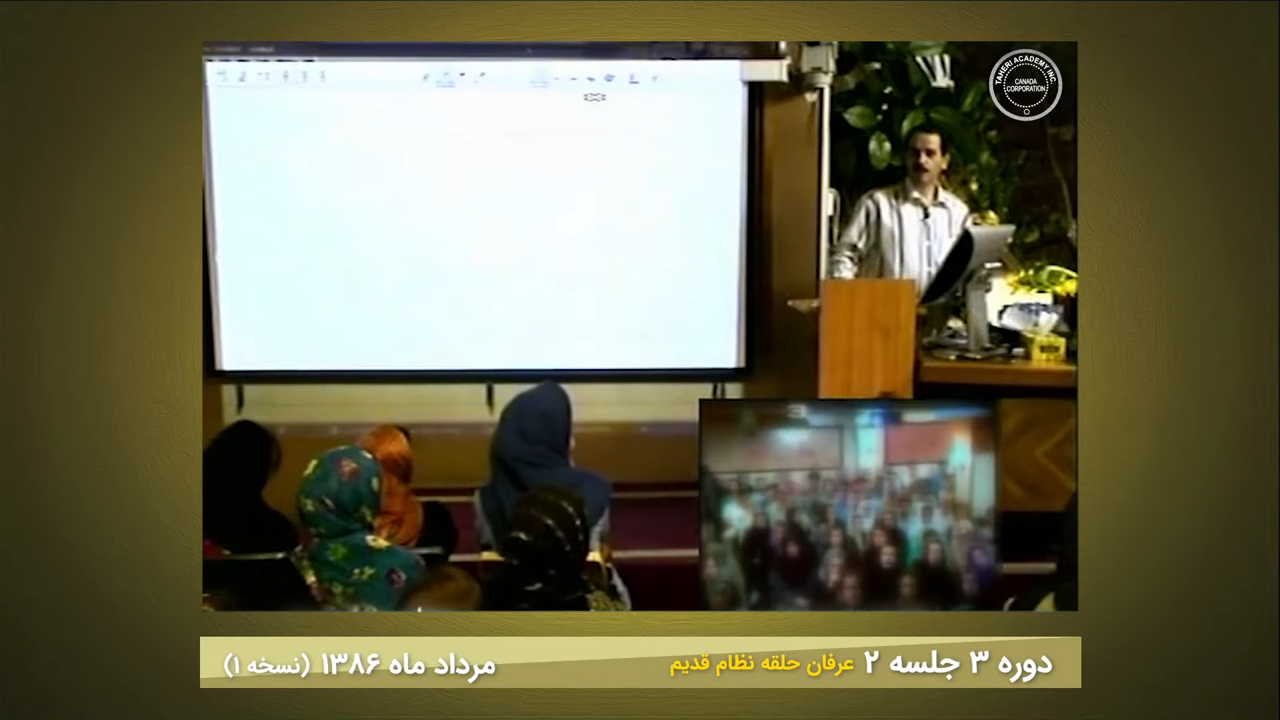 TAHERI ACADEMY INC.
CANADA
CORPORATION
دوره ۳ جلسه ۲ عرفان حلقه نظام قدیم
مرداد ماه ۱۳۸۶ (نسخه ۱)